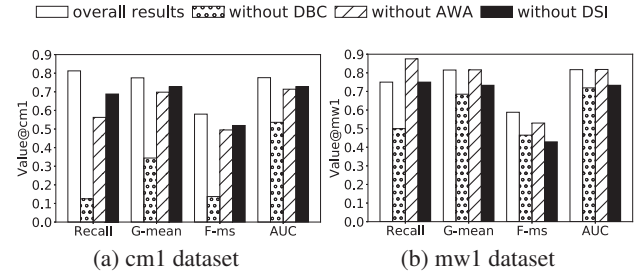 overall results without DBC without AWA without DSI
Value@cm1
0.9
0.8
0.7
0.6
0.5
0.4
0.3
0.2
0.1
0.0
Recall G-mean F-ms AUC
(a) cm1 dataset
Value@mw1
0.9
0.8
0.7
0.6
0.5
0.4
0.3
0.2
0.1
0.0
Recall G-mean F-ms AUC
(b) mw1 dataset